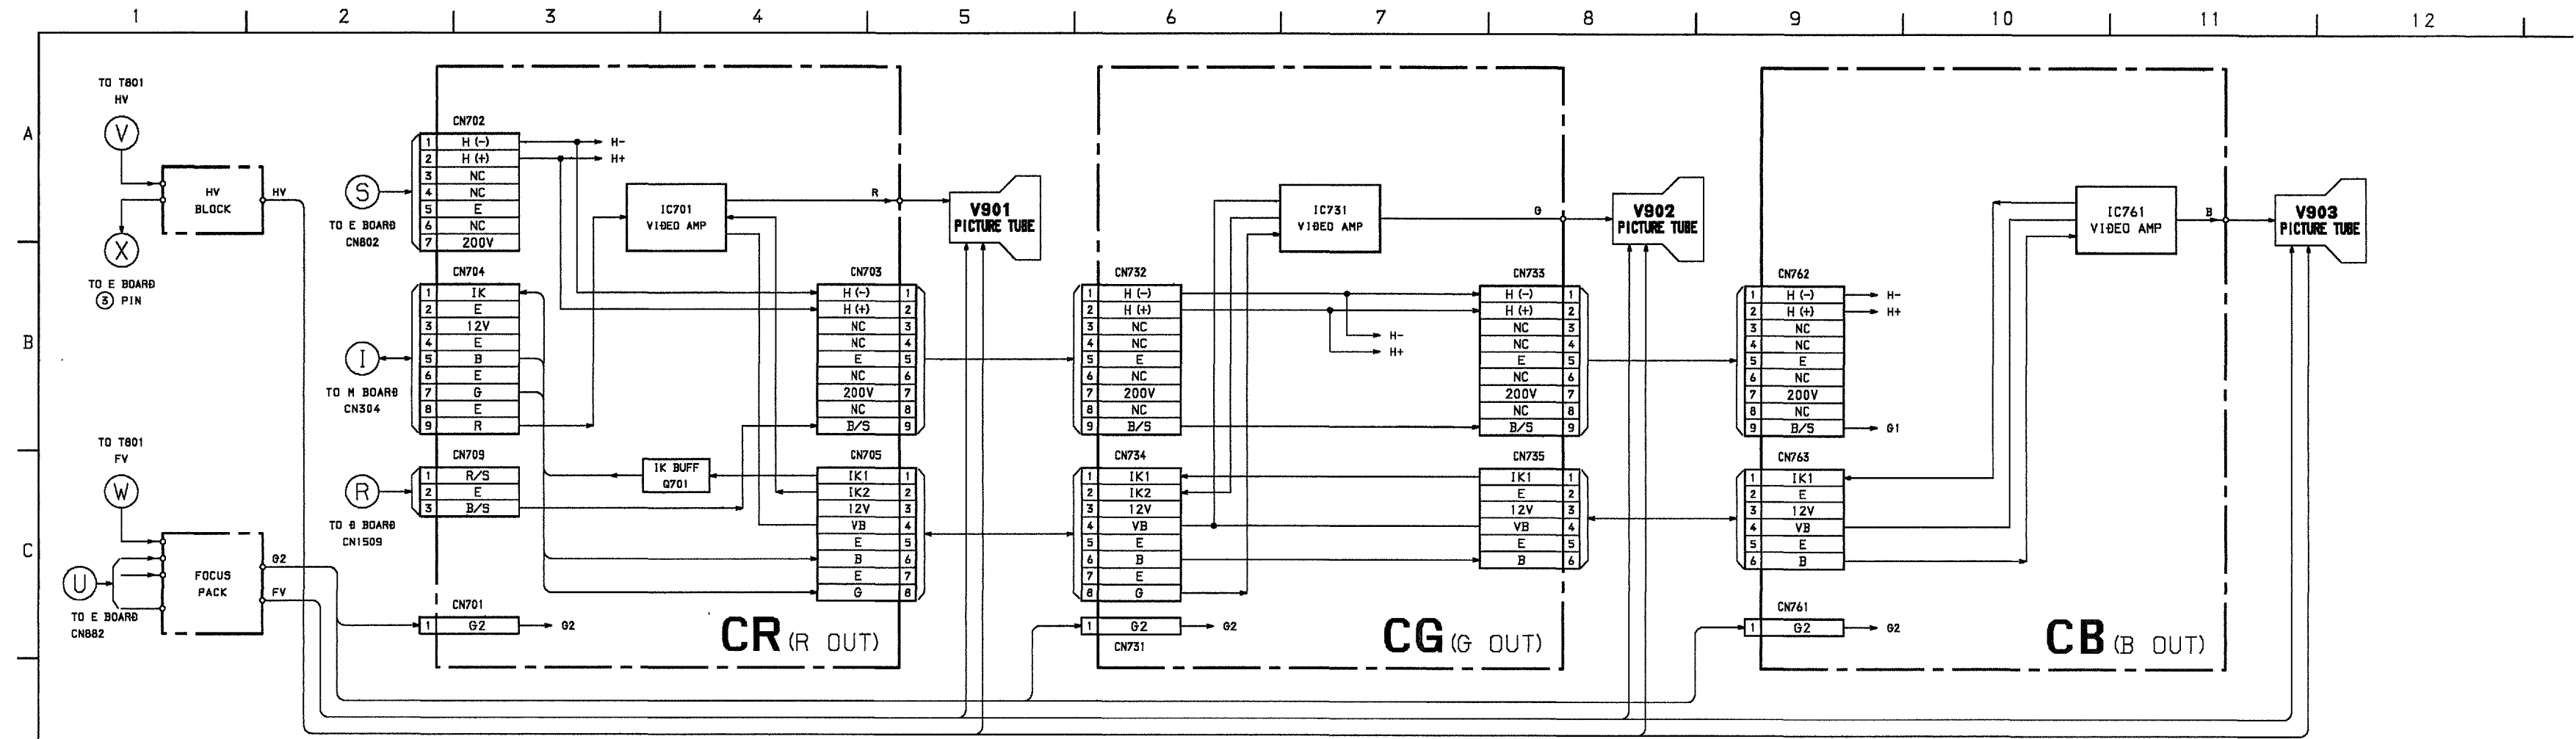 1 2 3 4 5 6 7 8 9 10 11 12
A
B
C
TO T801
HV
V
HV
BLOCK
HV
X
TO E BOARD
3 PIN
TO T801
FV
W
U
TO E BOARD
CN882
FOCUS
PACK
G2
FV
S
TO E BOARD
CN802
I
TO M BOARD
CN304
R
TO D BOARD
CN1509
CN702
1 H (-)
2 H (+)
3 NC
4 NC
5 E
6 NC
7 200V
H-
H+
CN704
1 IK
2 E
3 12V
4 E
5 B
6 E
7 G
8 E
9 R
CN709
1 R/S
2 E
3 B/S
CN701
1 G2
G2
IC701
VIDEO AMP
R
IK BUFF
Q701
CN703
H (-) 1
H (+) 2
NC 3
NC 4
E 5
NC 6
200V 7
NC 8
B/S 9
CN705
IK1 1
IK2 2
12V 3
VB 4
E 5
B 6
E 7
G 8
CR (R OUT)
V901
PICTURE TUBE
CN732
1 H (-)
2 H (+)
3 NC
4 NC
5 E
6 NC
7 200V
8 NC
9 B/S
CN734
1 IK1
2 IK2
3 12V
4 VB
5 E
6 B
7 E
8 G
1 G2
G2
CN731
IC731
VIDEO AMP
G
H-
H+
CN733
H (-) 1
H (+) 2
NC 3
NC 4
E 5
NC 6
200V 7
NC 8
B/S 9
CN735
IK1 1
E 2
12V 3
VB 4
E 5
B 6
CG (G OUT)
V902
PICTURE TUBE
CN762
1 H (-)
2 H (+)
3 NC
4 NC
5 E
6 NC
7 200V
8 NC
9 B/S
H-
H+
G1
CN763
1 IK1
2 E
3 12V
4 VB
5 E
6 B
CN761
1 G2
G2
IC761
VIDEO AMP
B
CB (B OUT)
V903
PICTURE TUBE